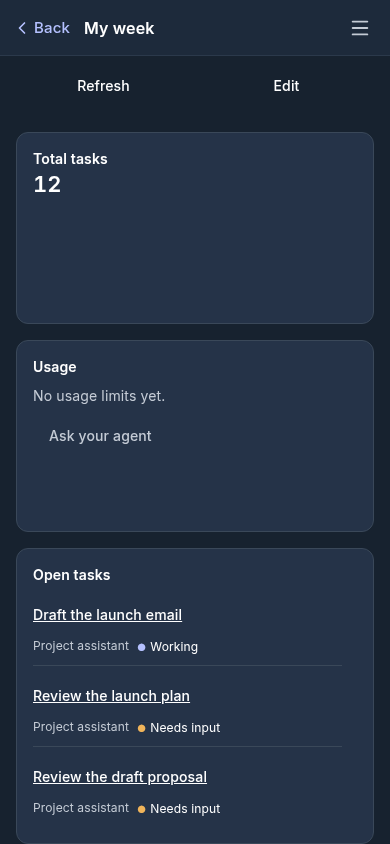 Back My week
Refresh Edit
Total tasks
12
Usage
No usage limits yet.
Ask your agent
Open tasks
Draft the launch email
Project assistant Working
Review the launch plan
Project assistant Needs input
Review the draft proposal
Project assistant Needs input